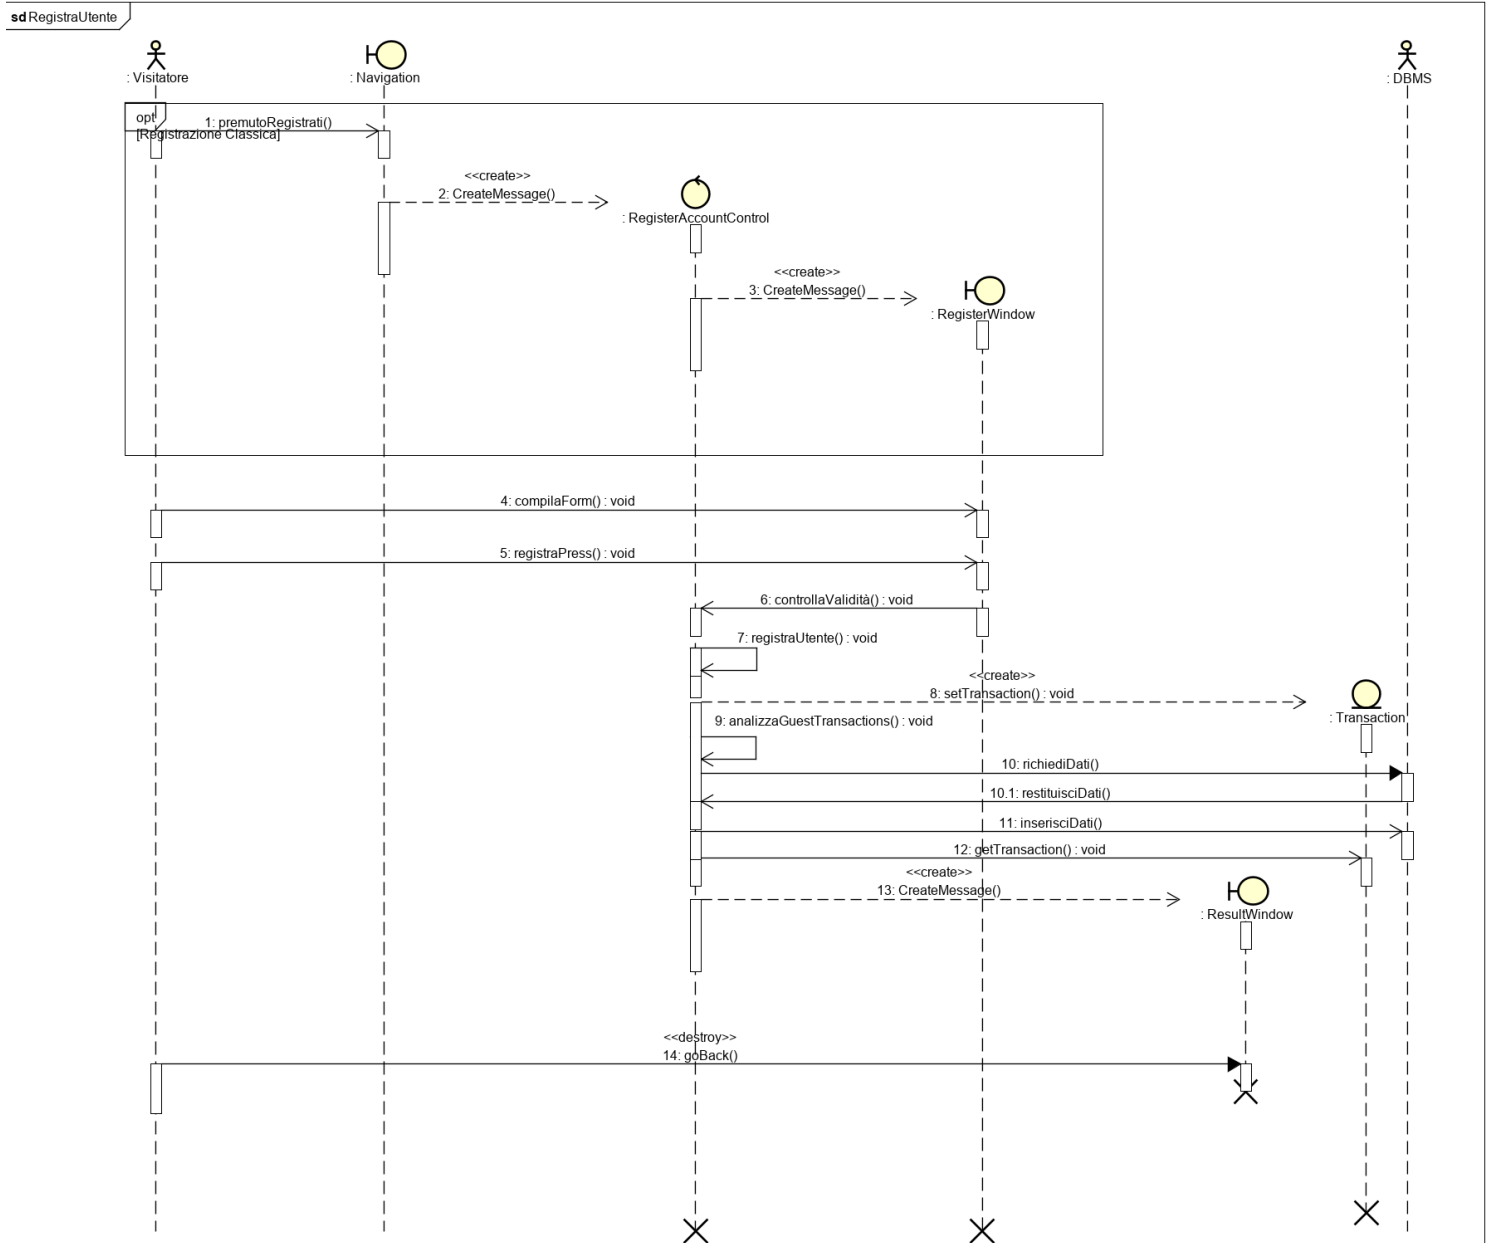 sd RegistraUtente
: Visitatore
: Navigation
: DBMS
opt
1: premutoRegistrati()
[Registrazione Classica]
<<create>>
2: CreateMessage()
: RegisterAccountControl
<<create>>
3: CreateMessage()
: RegisterWindow
4: compilaForm() : void
5: registraPress() : void
6: controllaValidità() : void
7: registraUtente() : void
<<create>>
8: setTransaction() : void
: Transaction
9: analizzaGuestTransactions() : void
10: richiediDati()
10.1: restituisciDati()
11: inserisciDati()
12: getTransaction() : void
<<create>>
13: CreateMessage()
: ResultWindow
<<destroy>>
14: goBack()